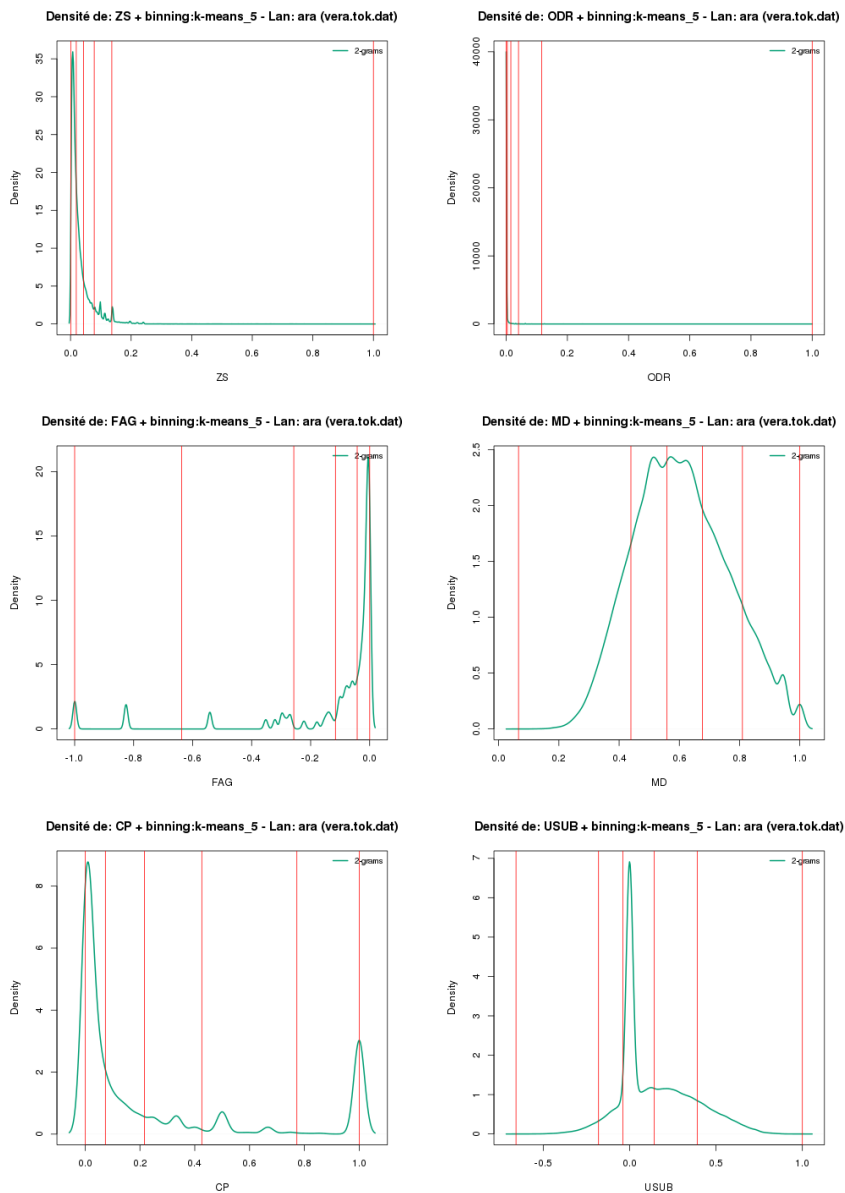 Densité de: ZS + binning:k-means_5 - Lan: ara (vera.tok.dat)
2-grams
Density
0 5 10 15 20 25 30 35
0.0 0.2 0.4 0.6 0.8 1.0
ZS
Densité de: ODR + binning:k-means_5 - Lan: ara (vera.tok.dat)
2-grams
Density
0 10000 20000 30000 40000
0.0 0.2 0.4 0.6 0.8 1.0
ODR
Densité de: FAG + binning:k-means_5 - Lan: ara (vera.tok.dat)
2-grams
Density
0 5 10 15 20
-1.0 -0.8 -0.6 -0.4 -0.2 0.0
FAG
Densité de: MD + binning:k-means_5 - Lan: ara (vera.tok.dat)
2-grams
Density
0.0 0.5 1.0 1.5 2.0 2.5
0.0 0.2 0.4 0.6 0.8 1.0
MD
Densité de: CP + binning:k-means_5 - Lan: ara (vera.tok.dat)
2-grams
Density
0 2 4 6 8
0.0 0.2 0.4 0.6 0.8 1.0
CP
Densité de: USUB + binning:k-means_5 - Lan: ara (vera.tok.dat)
2-grams
Density
0 1 2 3 4 5 6 7
-0.5 0.0 0.5 1.0
USUB